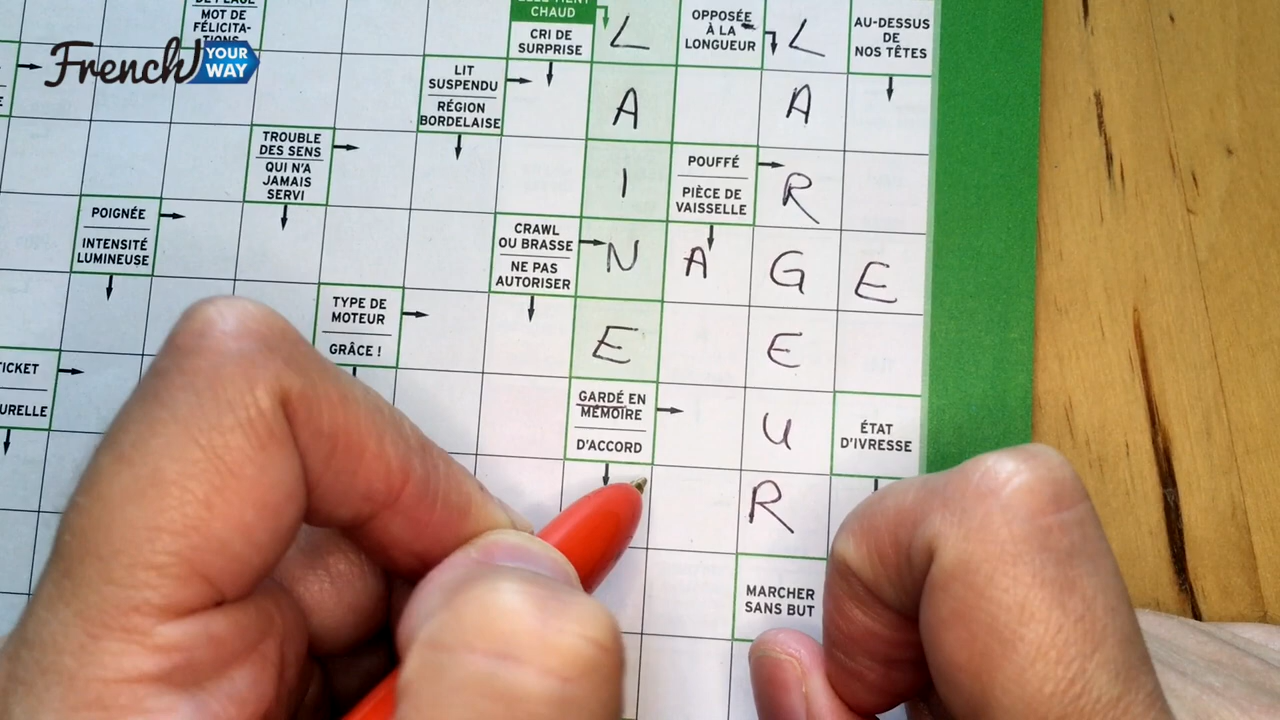 MOT DE
FÉLICITA-
TIONS
CHAUD
CRI DE
SURPRISE
L
OPPOSÉE
À LA
LONGUEUR
L
AU-DESSUS
DE
NOS TÊTES
French
YOUR
WAY
LIT
SUSPENDU
RÉGION
BORDELAISE
A
A
TROUBLE
DES SENS
QUI N'A
JAMAIS
SERVI
I
POUFFÉ
PIÈCE DE
VAISSELLE
R
POIGNÉE
INTENSITÉ
LUMINEUSE
CRAWL
OU BRASSE
NE PAS
AUTORISER
N A G E
TYPE DE
MOTEUR
GRÂCE !
E
E
TICKET
URELLE
GARDÉ EN
MÉMOIRE
D'ACCORD
U
ÉTAT
D'IVRESSE
R
MARCHER
SANS BUT